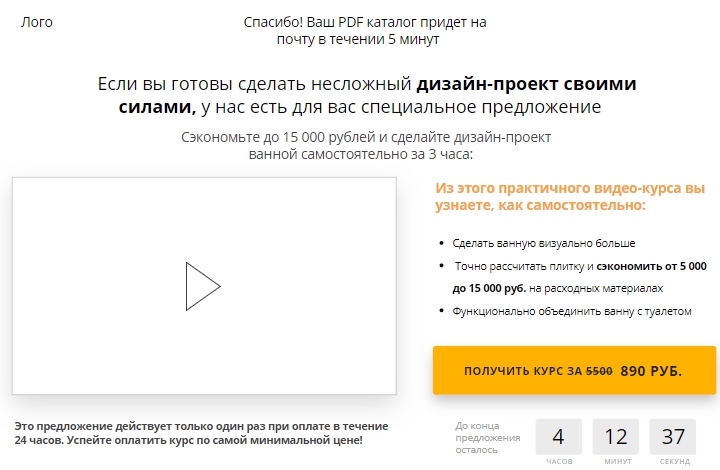 Лого
Спасибо! Ваш PDF каталог придет на
почту в течении 5 минут
Если вы готовы сделать несложный дизайн-проект своими
силами, у нас есть для вас специальное предложение
Сэкономьте до 15 000 рублей и сделайте дизайн-проект
ванной самостоятельно за 3 часа:
Из этого практичного видео-курса вы
узнаете, как самостоятельно:
Сделать ванную визуально больше
Точно рассчитать плитку и сэкономить от 5 000
до 15 000 руб. на расходных материалах
Функционально объединить ванну с туалетом
ПОЛУЧИТЬ КУРС ЗА 5500 890 РУБ.
Это предложение действует только один раз при оплате в течение
24 часов. Успейте оплатить курс по самой минимальной цене!
До конца
предложения
осталось
4 12 37
ЧАСОВ МИНУТ СЕКУНД